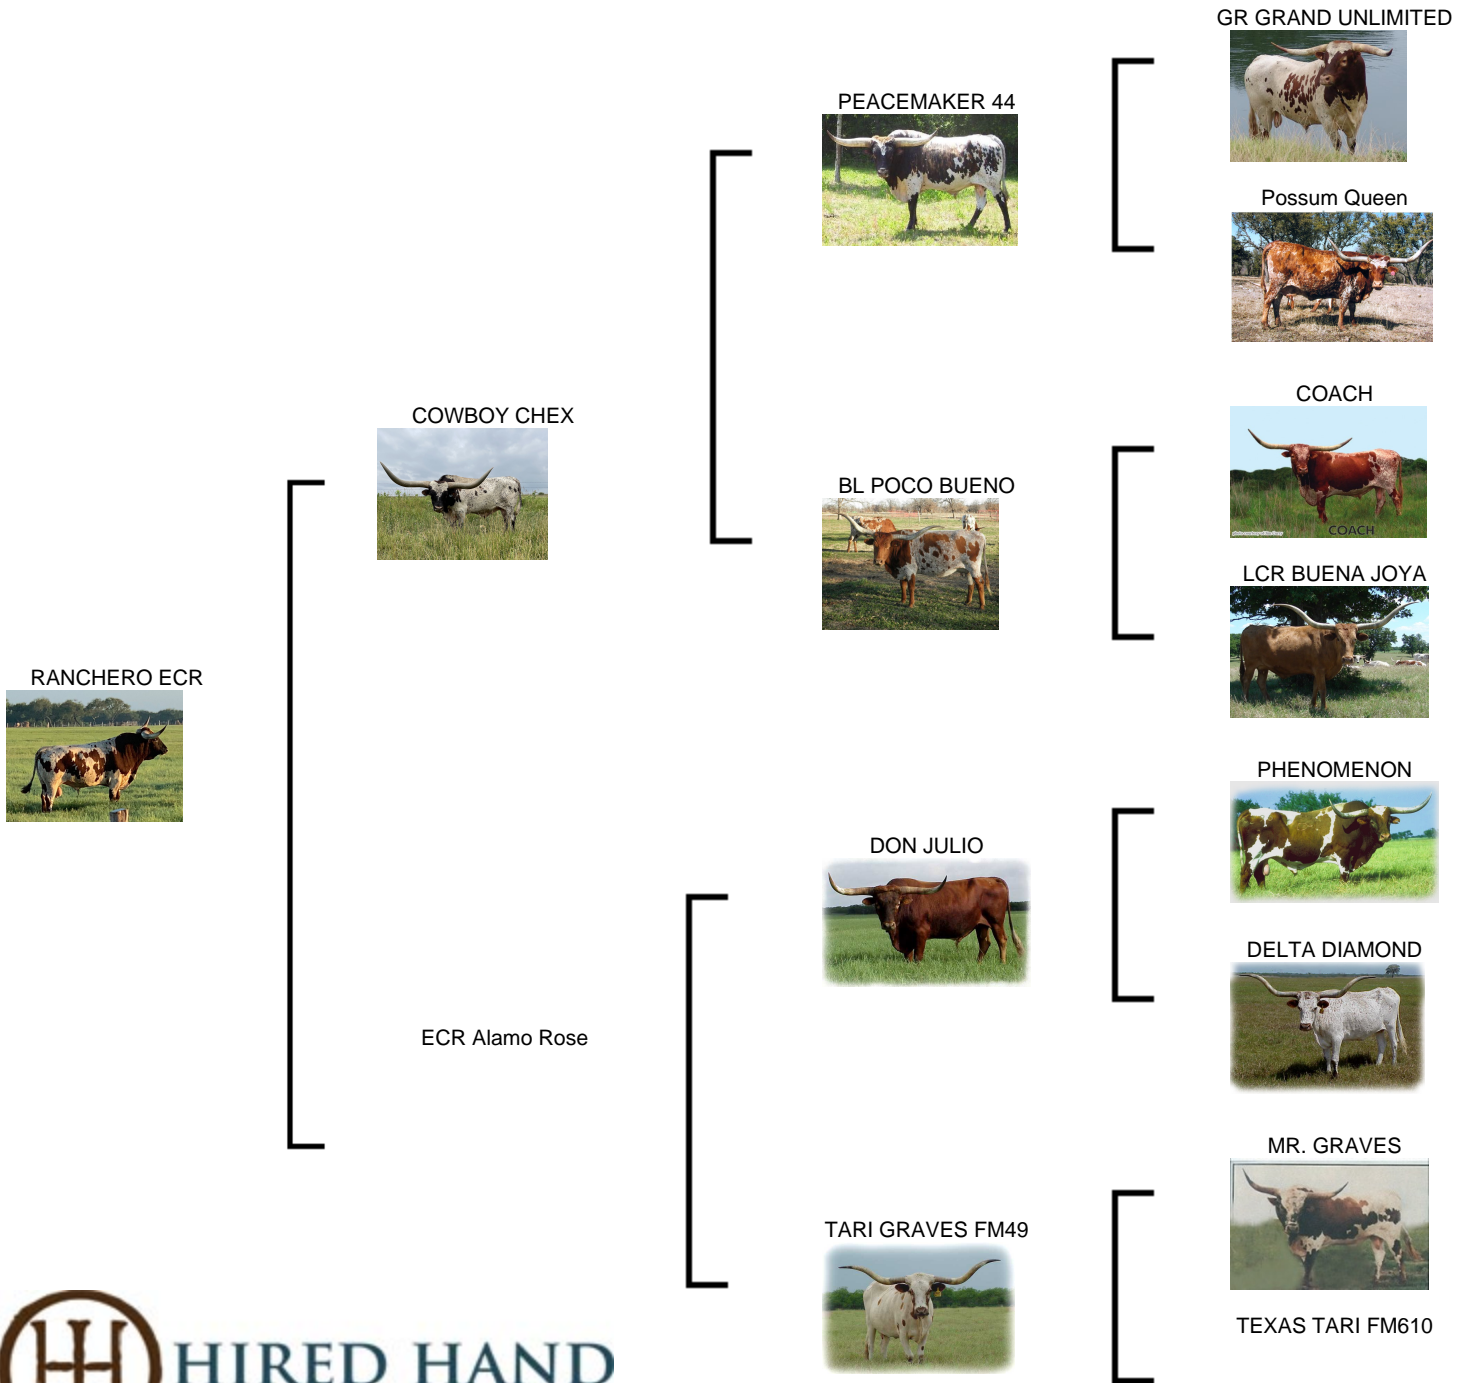 GR GRAND UNLIMITED
PEACEMAKER 44
Possum Queen
COACH
COACH
COWBOY CHEX
BL POCO BUENO
LCR BUENA JOYA
RANCHERO ECR
PHENOMENON
DON JULIO
DELTA DIAMOND
ECR Alamo Rose
MR. GRAVES
TARI GRAVES FM49
TEXAS TARI FM610
HIRED HAND